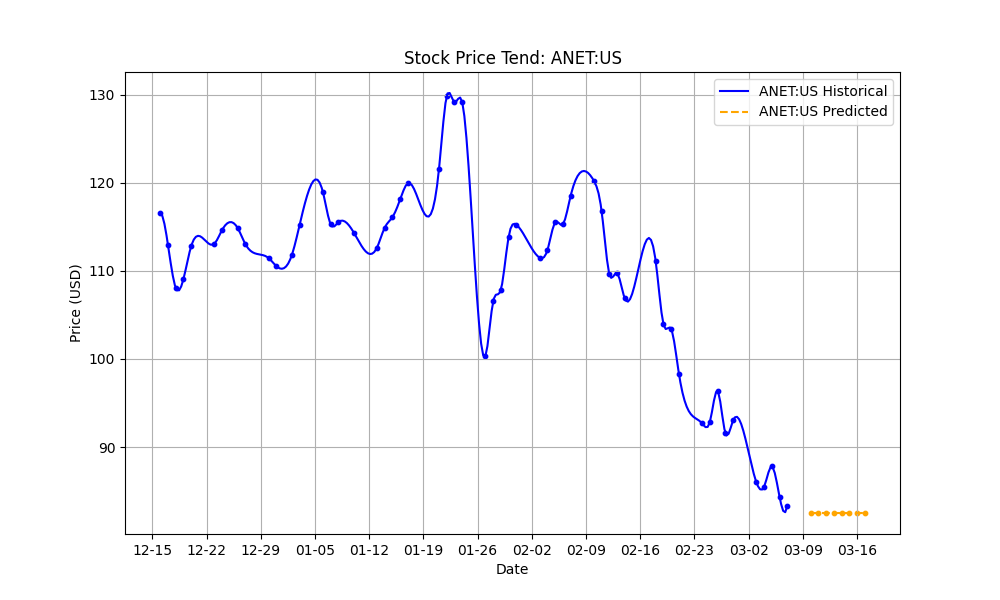 Stock Price Tend: ANET:US
ANET:US Historical
ANET:US Predicted
Price (USD)
130
120
110
100
90
12-15 12-22 12-29 01-05 01-12 01-19 01-26 02-02 02-09 02-16 02-23 03-02 03-09 03-16
Date